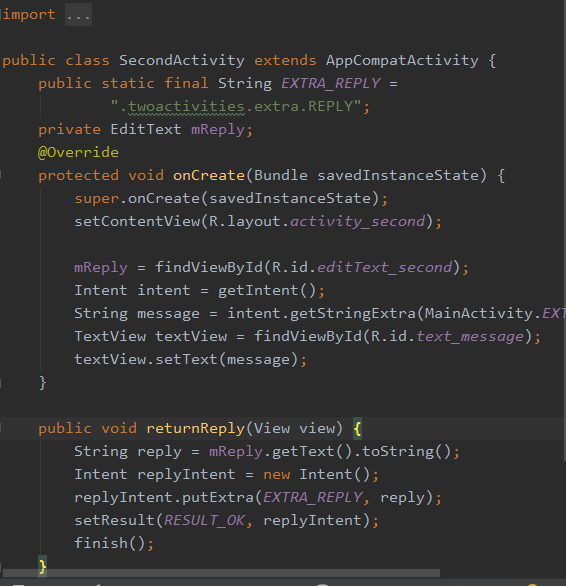 import ...
public class SecondActivity extends AppCompatActivity {
public static final String EXTRA_REPLY =
".twoactivities.extra.REPLY";
private EditText mReply;
@Override
protected void onCreate(Bundle savedInstanceState) {
super.onCreate(savedInstanceState);
setContentView(R.layout.activity_second);
mReply = findViewById(R.id.editText_second);
Intent intent = getIntent();
String message = intent.getStringExtra(MainActivity.EXT
TextView textView = findViewById(R.id.text_message);
textView.setText(message);
}
public void returnReply(View view) {
String reply = mReply.getText().toString();
Intent replyIntent = new Intent();
replyIntent.putExtra(EXTRA_REPLY, reply);
setResult(RESULT_OK, replyIntent);
finish();
}